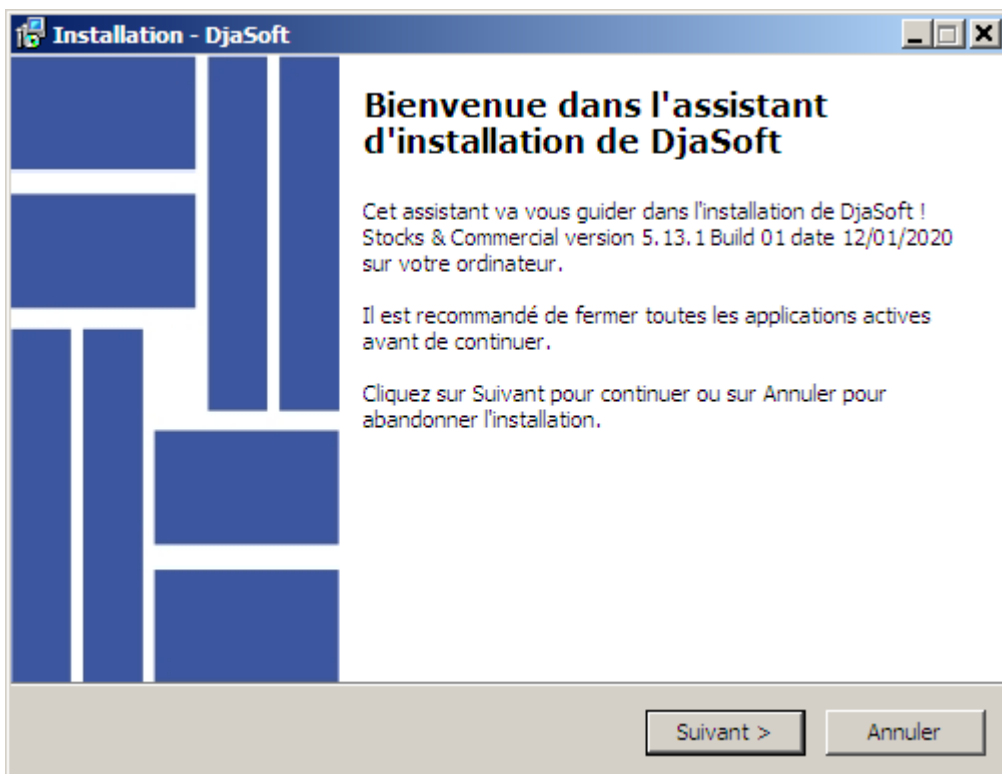 Installation - DjaSoft
Bienvenue dans l'assistant
d'installation de DjaSoft
Cet assistant va vous guider dans l'installation de DjaSoft !
Stocks & Commercial version 5.13.1 Build 01 date 12/01/2020
sur votre ordinateur.
Il est recommandé de fermer toutes les applications actives
avant de continuer.
Cliquez sur Suivant pour continuer ou sur Annuler pour
abandonner l'installation.
Suivant > Annuler